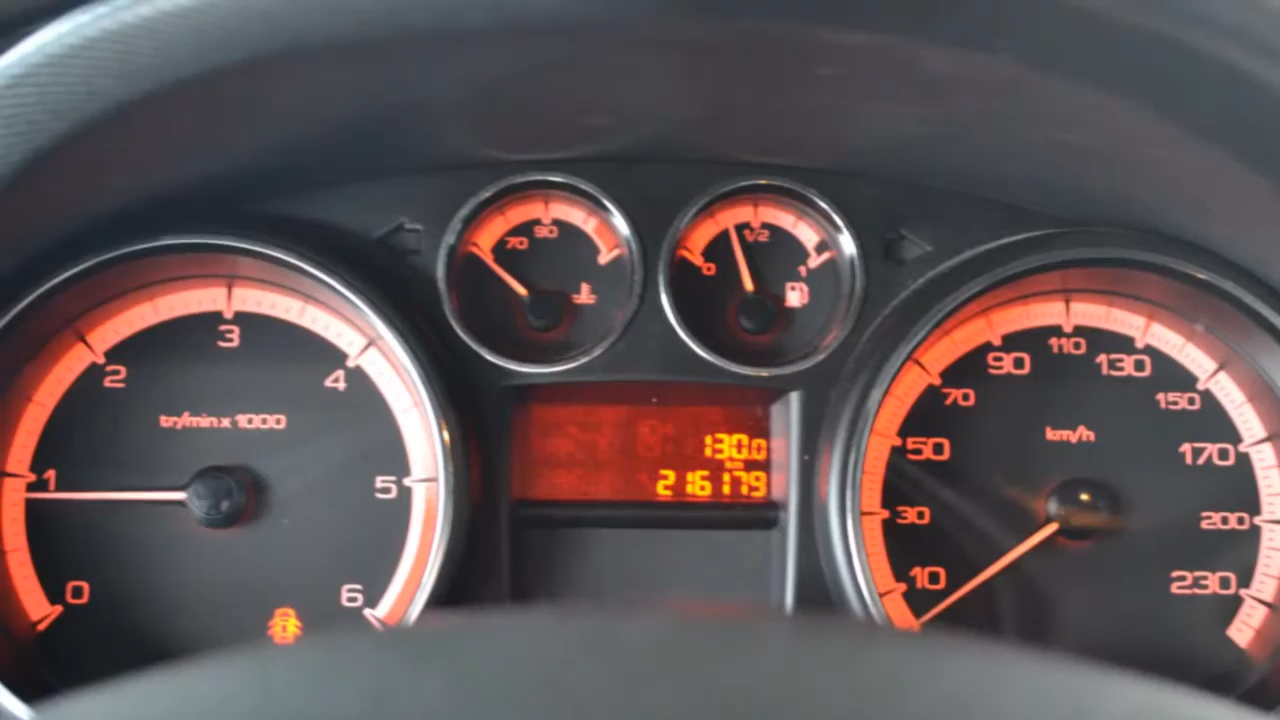 70 90
0 1/2 1
0 1 2 3 4 5 6
tr/min x 1000
130.0
km
216179
10 30 50 70 90 110 130 150 170 200 230
km/h